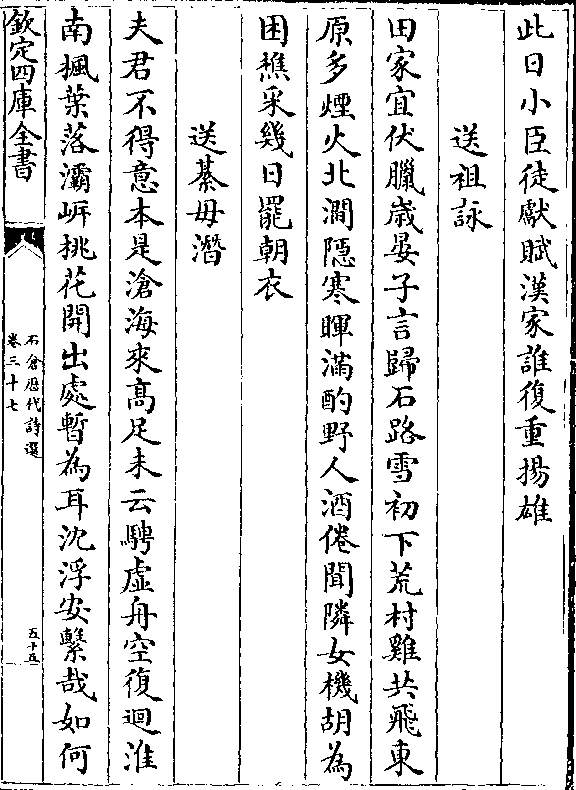 此日小臣徒獻賦漢家誰復重揚雄
送祖詠
田家宜伏臘歲晏子言歸石路雪初下荒村雞共飛東
原多煙火北澗隱寒暉滿酌野人酒倦聞隣女機胡為
困樵采幾日罷朝衣
送綦毋潛
夫君不得意本是滄海來髙足未云騁虚舟空復迴淮
南楓葉落灞岍桃花開出處暫為耳沈浮安繫哉如何
欽定四庫全書
石倉歴代詩選
卷三十七
五十五